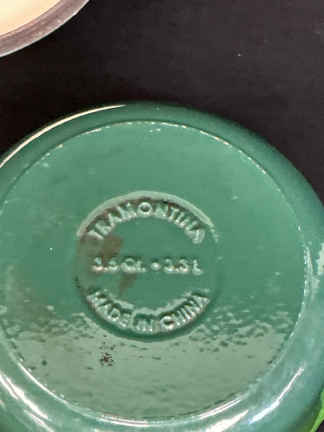 TRAMONTINA
3.5 Qt. • 3.3 L
MADE IN CHINA